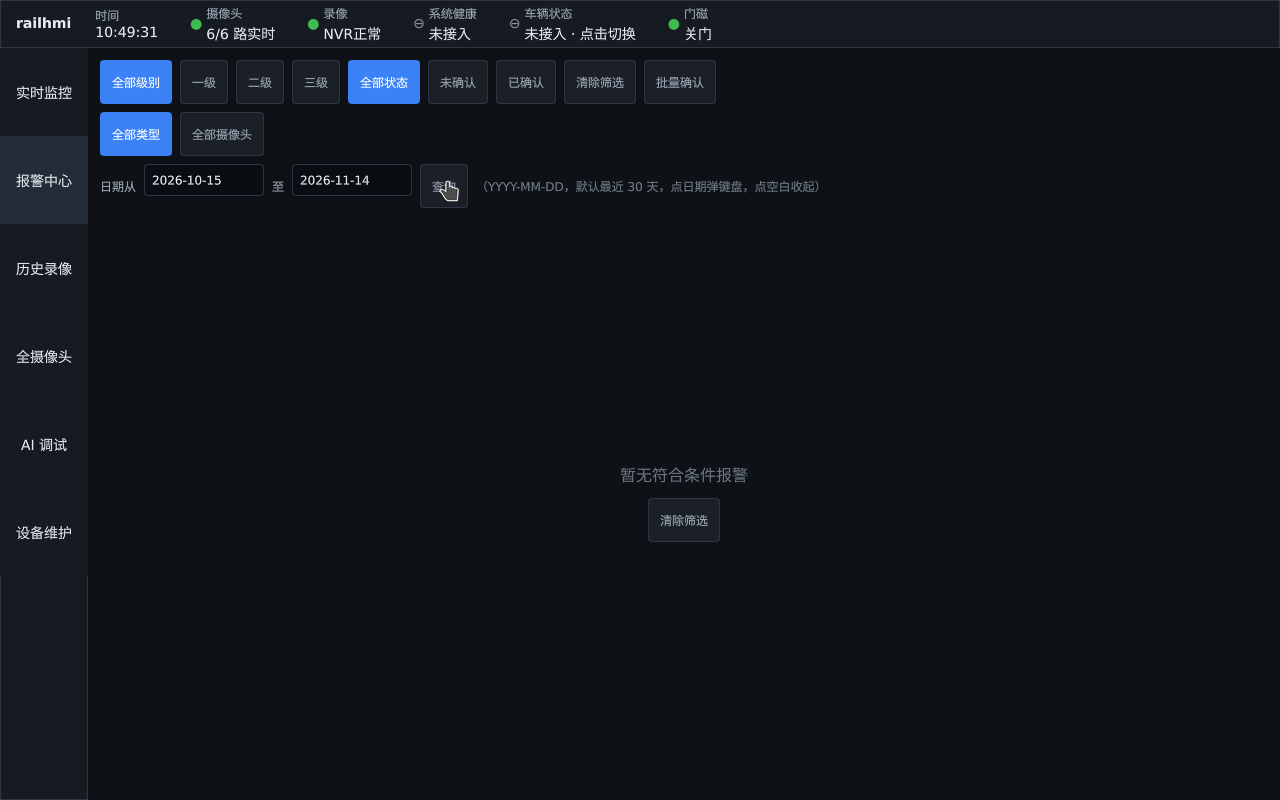 railhmi
时间
10:49:31
摄像头
6/6 路实时
录像
NVR正常
系统健康
未接入
车辆状态
未接入 · 点击切换
门磁
关门
实时监控
报警中心
历史录像
全摄像头
AI 调试
设备维护
全部级别 一级 二级 三级 全部状态 未确认 已确认 清除筛选 批量确认
全部类型 全部摄像头
日期从 2026-10-15 至 2026-11-14 （YYYY-MM-DD，默认最近 30 天，点日期弹键盘，点空白收起）
暂无符合条件报警
清除筛选